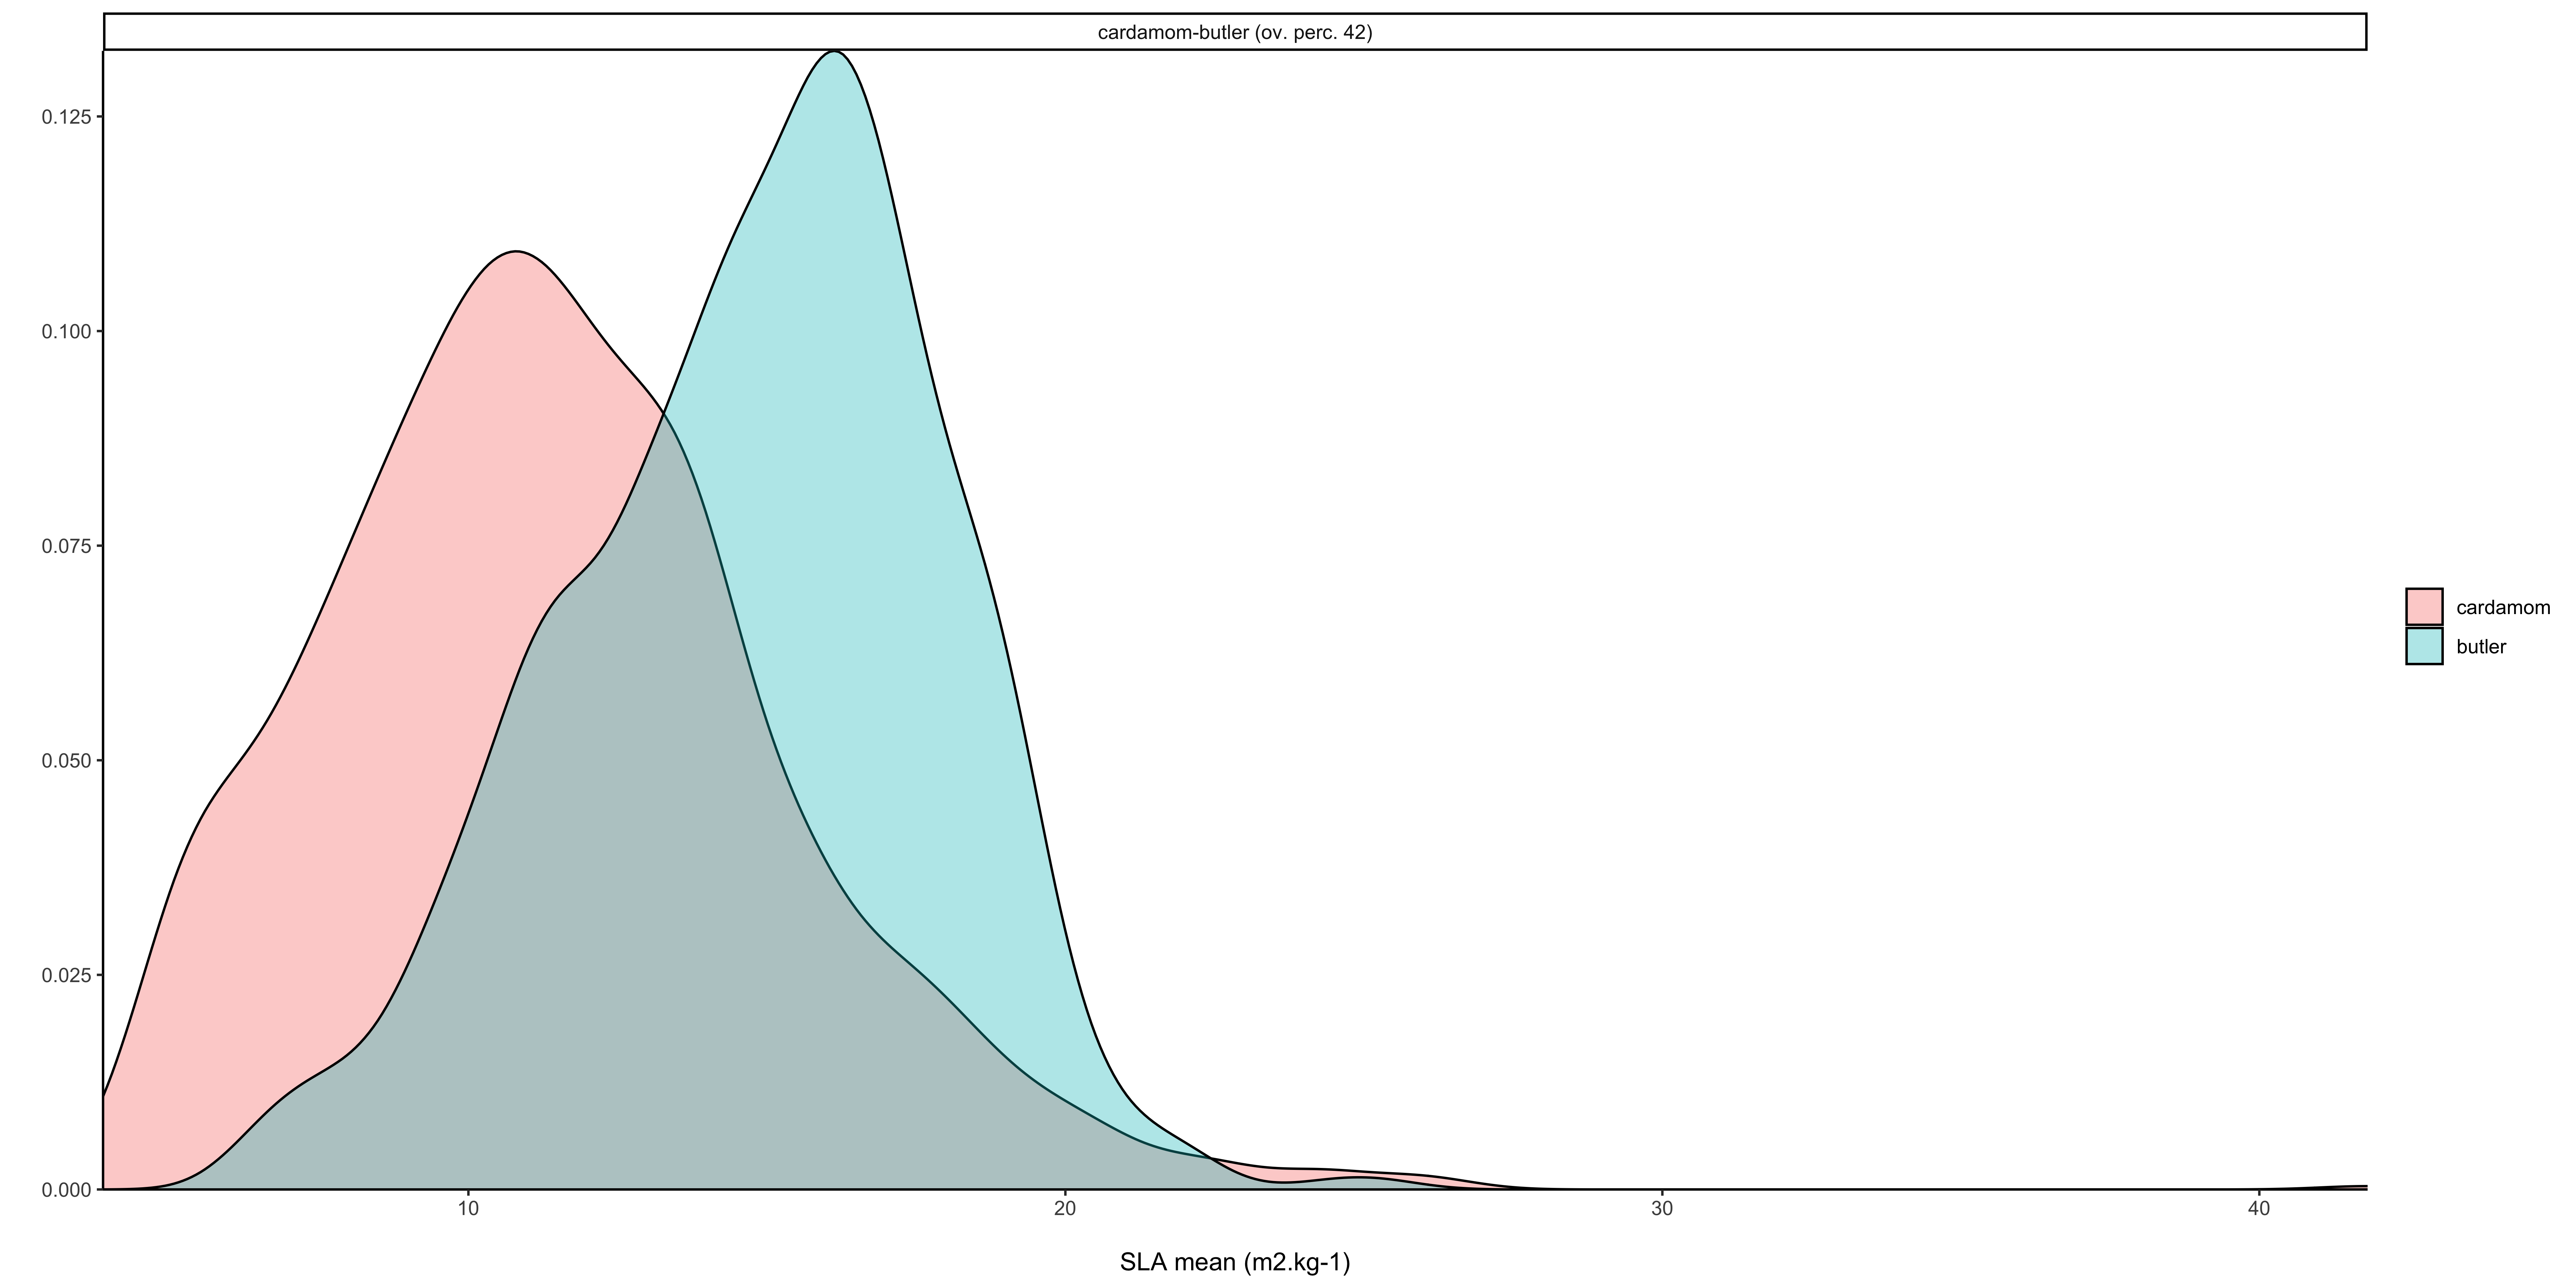 cardamom-butler (ov. perc. 42)
0.125
0.100
0.075
0.050
0.025
0.000
10
20
30
40
SLA mean (m2.kg-1)
cardamom
butler